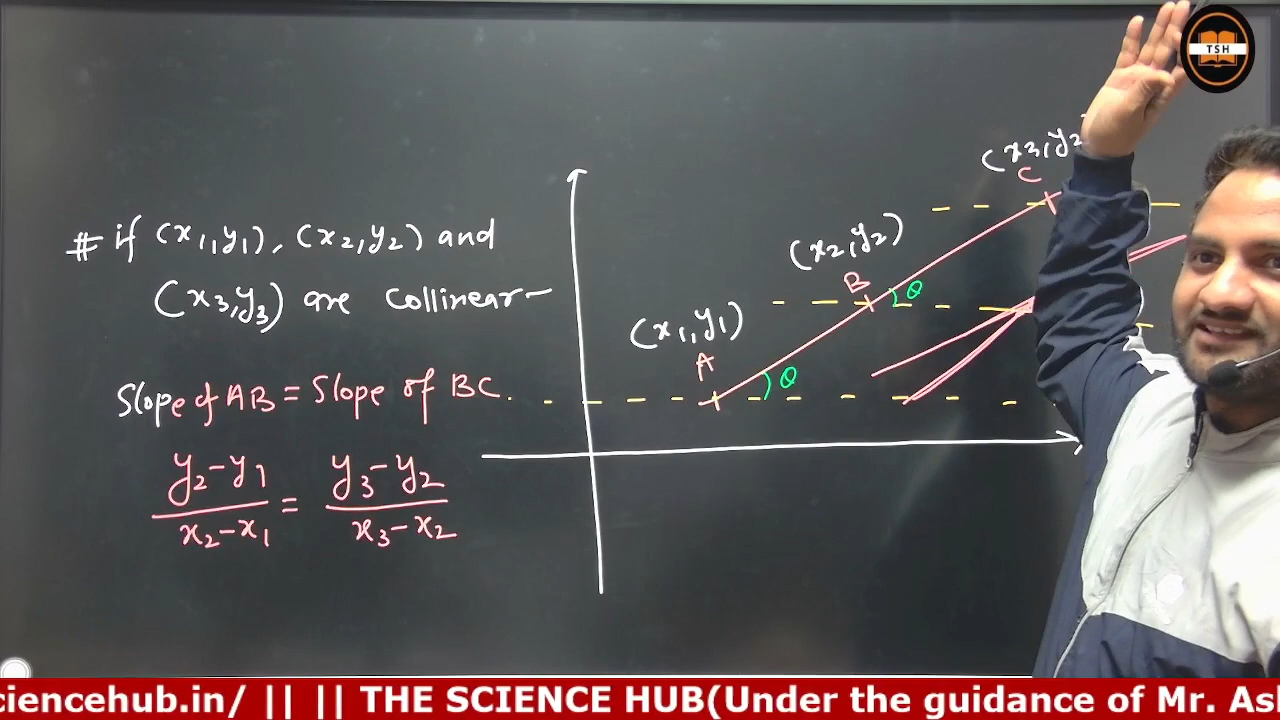 TSH
(x3,y2
C
# if (x1,y1), (x2,y2) and
(x3,y3) are collinear-
(x2,y2)
B
θ
(x1,y1)
A
θ
Slope of AB = Slope of BC.
y2-y1 / x2-x1 = y3-y2 / x3-x2
ciencehub.in/ || || THE SCIENCE HUB(Under the guidance of Mr. As